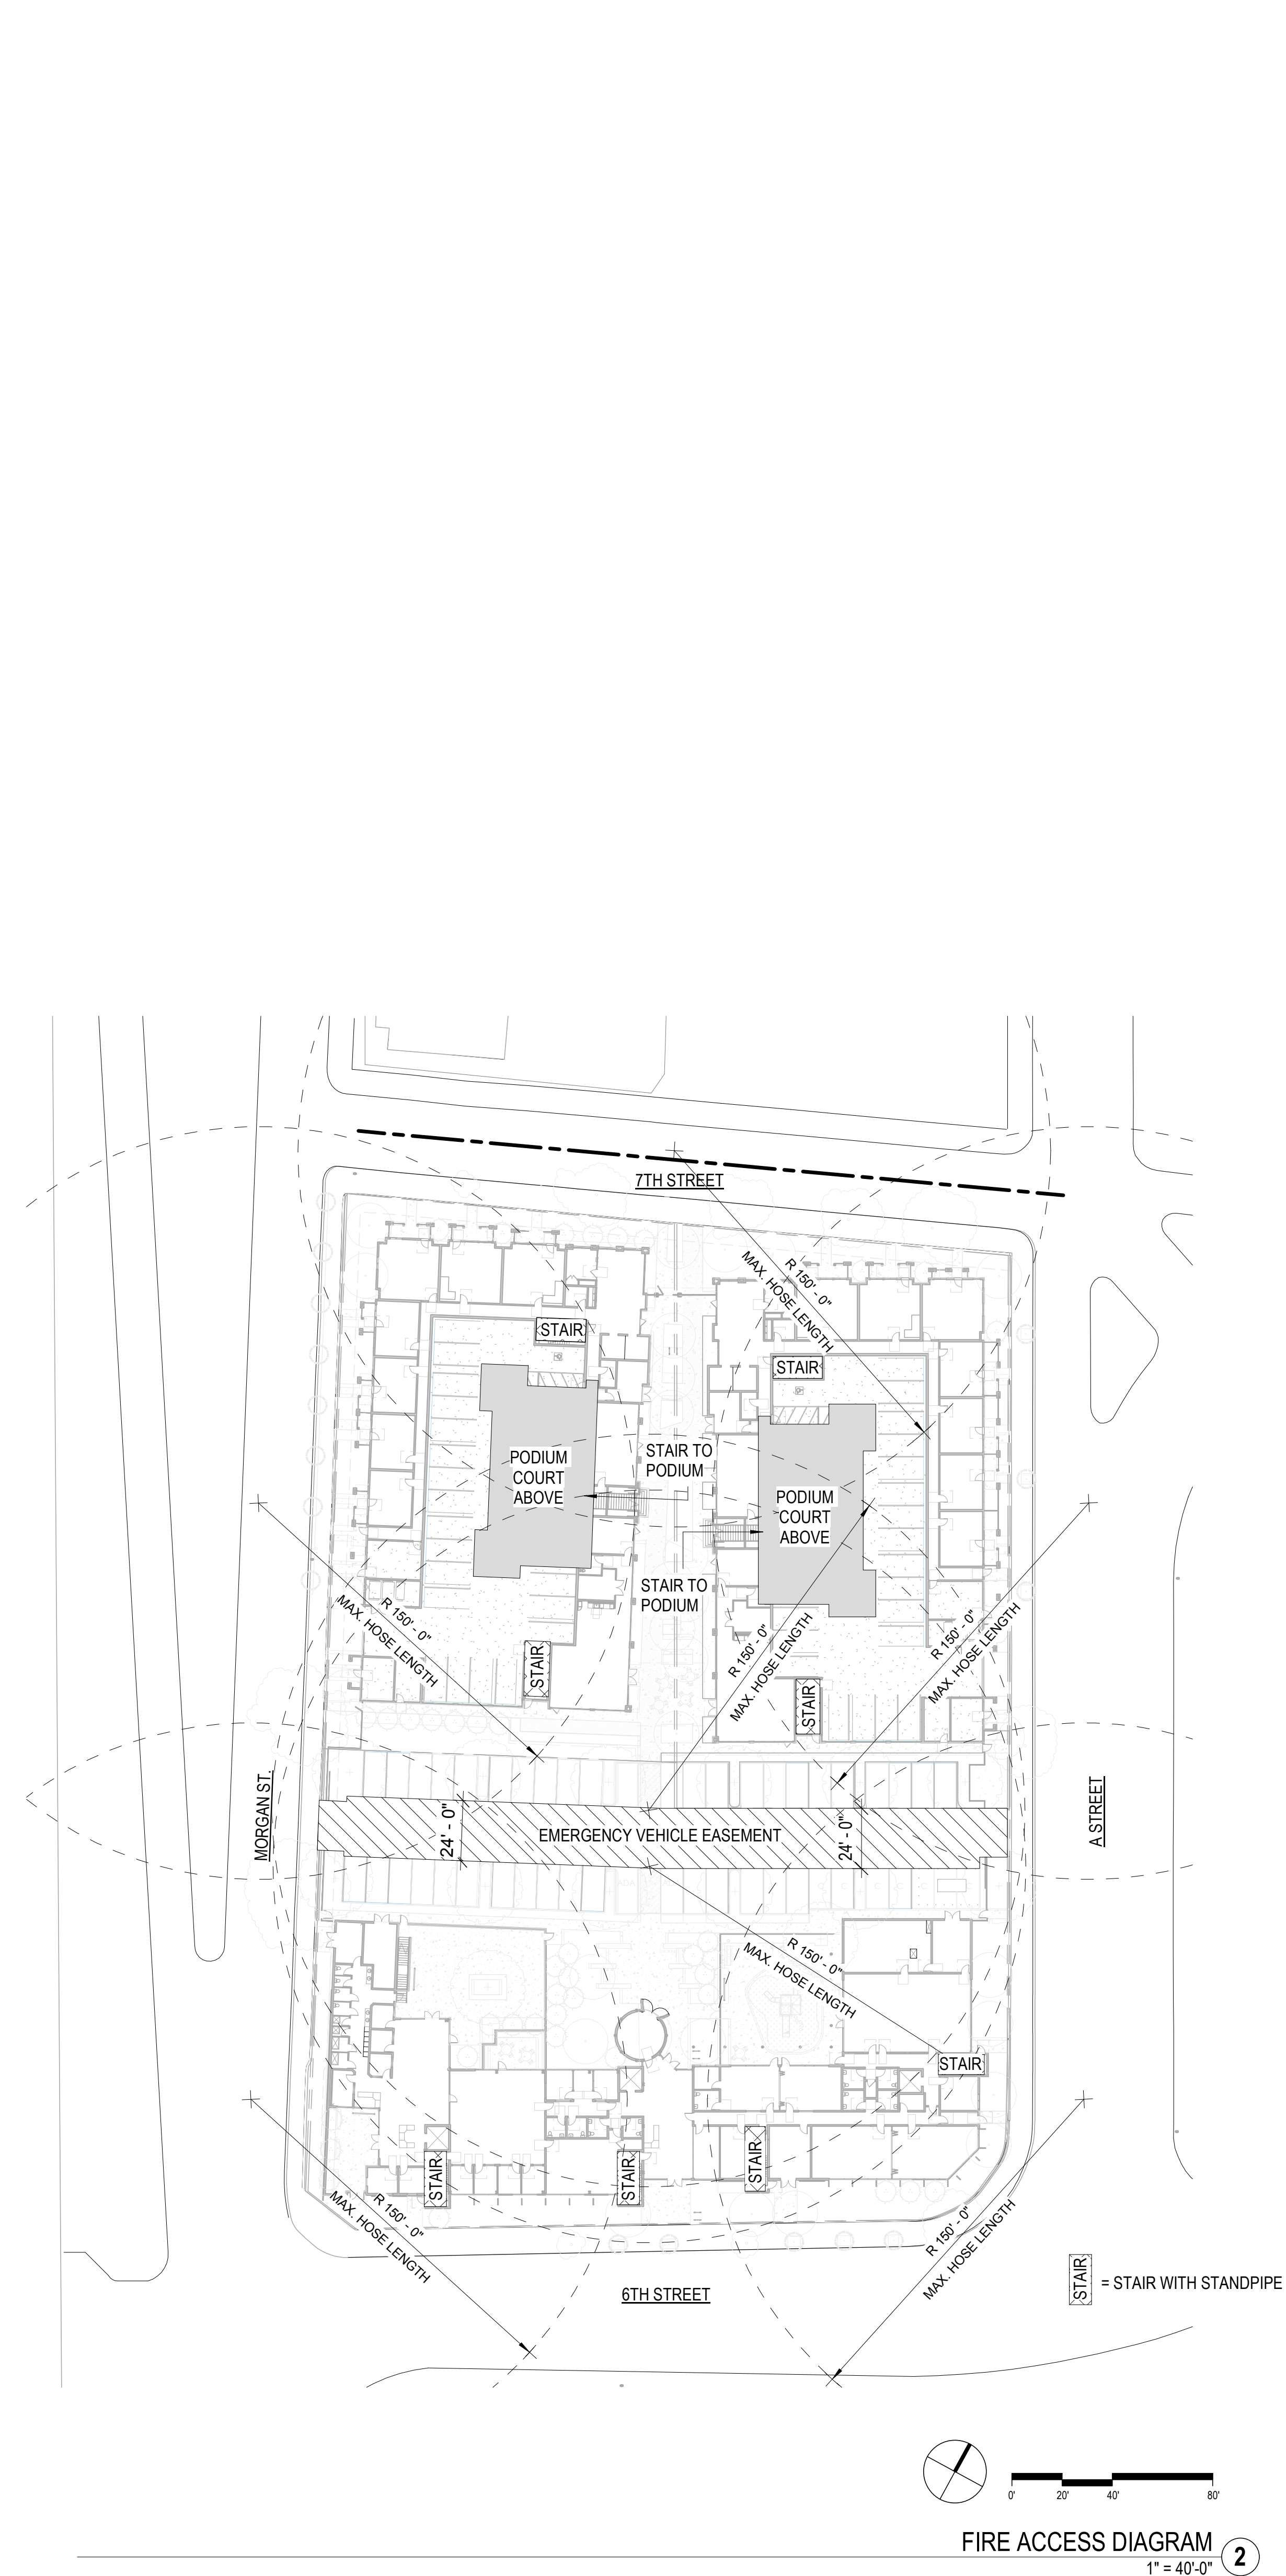 7TH STREET
R 150' - 0"
MAX. HOSE LENGTH
STAIR
STAIR
PODIUM
COURT
ABOVE
STAIR TO
PODIUM
PODIUM
COURT
ABOVE
STAIR TO
PODIUM
R 150' - 0"
MAX. HOSE LENGTH
R 150' - 0"
MAX. HOSE LENGTH
R 150' - 0"
MAX. HOSE LENGTH
STAIR
STAIR
MORGAN ST.
24' - 0"
EMERGENCY VEHICLE EASEMENT
24' - 0"
A STREET
R 150' - 0"
MAX. HOSE LENGTH
STAIR
STAIR
STAIR
STAIR
R 150' - 0"
MAX. HOSE LENGTH
R 150' - 0"
MAX. HOSE LENGTH
6TH STREET
STAIR
= STAIR WITH STANDPIPE
0' 20' 40' 80'
FIRE ACCESS DIAGRAM
1" = 40'-0"
2